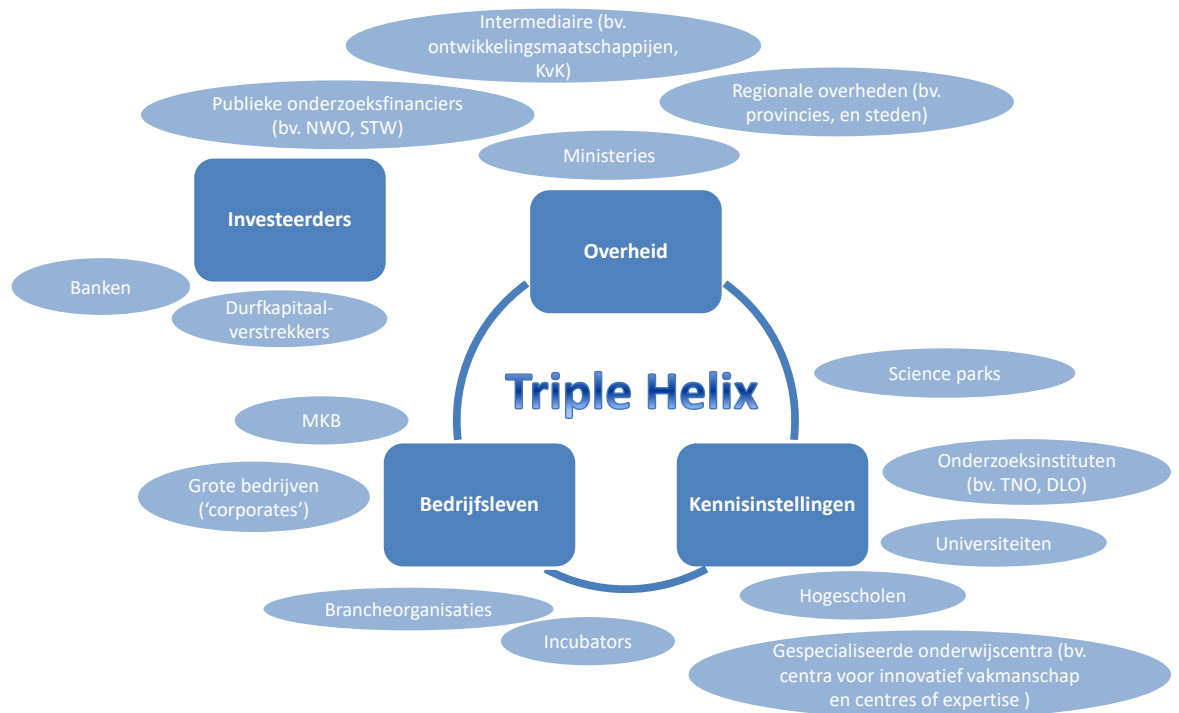 Intermediaire (bv.
ontwikkelingsmaatschappijen,
KvK)
Publieke onderzoeksfinanciers
(bv. NWO, STW)
Regionale overheden (bv.
provincies, en steden)
Ministeries
Investeerders
Overheid
Banken
Durfkapitaal-
verstrekkers
Triple Helix
Science parks
MKB
Grote bedrijven
(‘corporates’)
Bedrijfsleven
Kennisinstellingen
Onderzoeksinstituten
(bv. TNO, DLO)
Universiteiten
Hogescholen
Brancheorganisaties
Incubators
Gespecialiseerde onderwijscentra (bv.
centra voor innovatief vakmanschap
en centres of expertise )